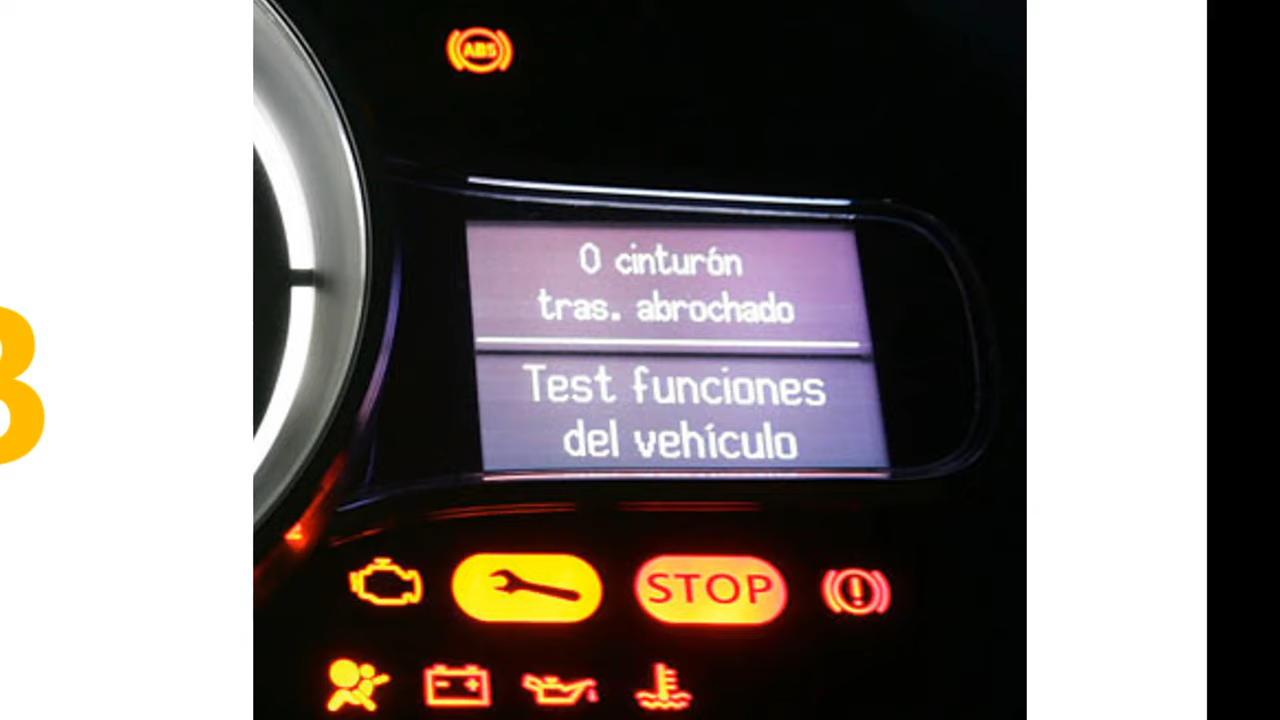 ABS
0 cinturón
tras. abrochado
Test funciones
del vehículo
STOP